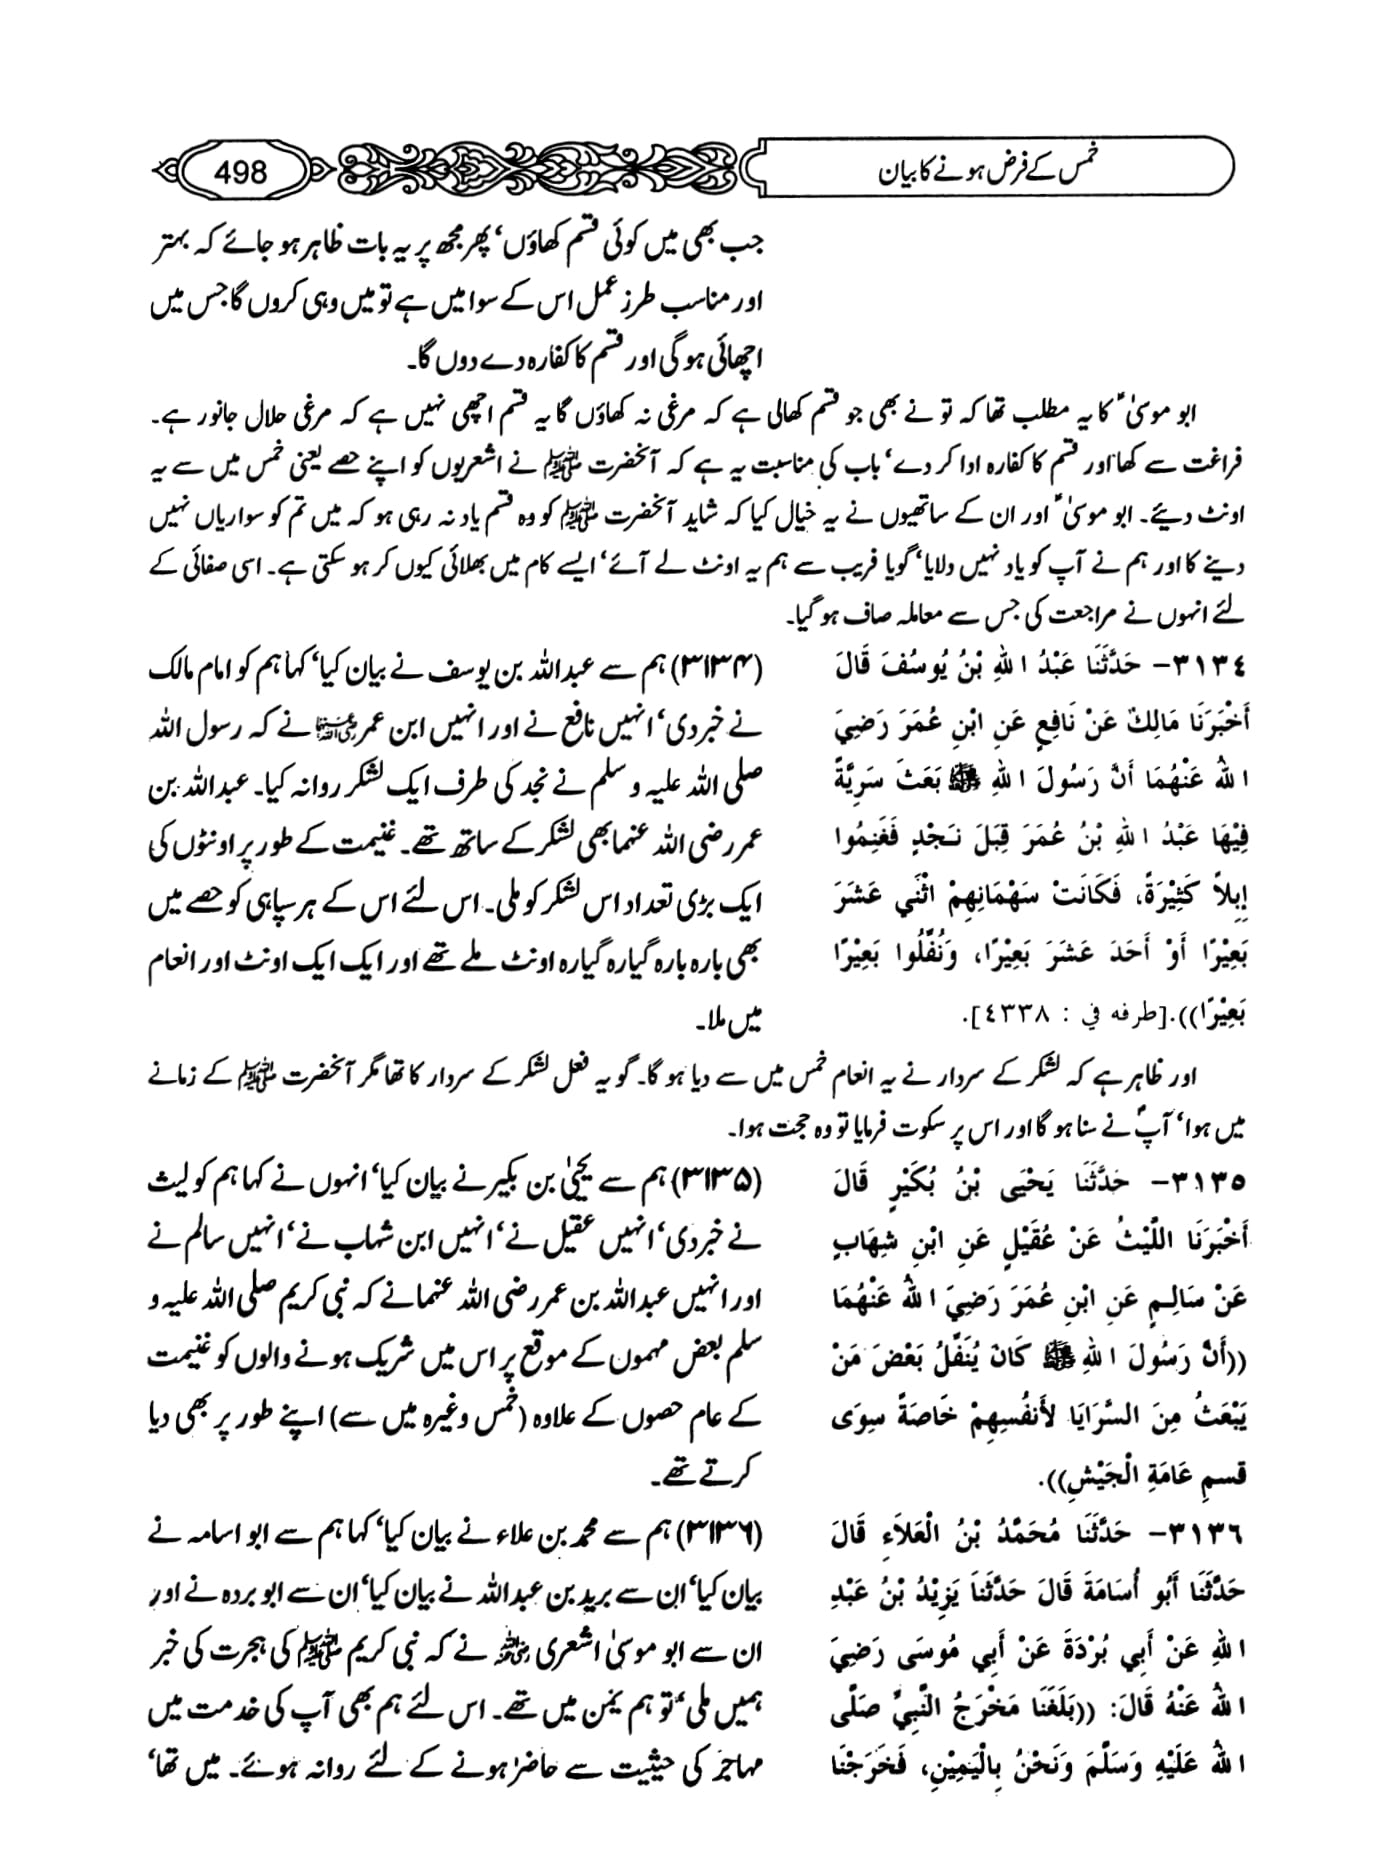 خمس کے فرض ہونے کا بیان
498
جب بھی میں کوئی قسم کھاؤں، پھر مجھ پر یہ بات ظاہر ہو جائے کہ بہتر
اور مناسب طرز عمل اس کے سوا میں ہے تو میں وہی کروں گا جس میں
اچھائی ہو گی اور قسم کا کفارہ دے دوں گا۔
ابو موسیٰؓ کا یہ مطلب تھا کہ تو نے بھی جو قسم کھالی ہے کہ مرغی نہ کھاؤں گا یہ قسم اچھی نہیں ہے کہ مرغی حلال جانور ہے۔
فراغت سے کھا اور قسم کا کفارہ ادا کر دے، باب کی مناسبت یہ ہے کہ آنحضرت ﷺ نے اشعریوں کو اپنے حصے یعنی خمس میں سے یہ
اونٹ دیئے۔ ابو موسیٰؓ اور ان کے ساتھیوں نے یہ خیال کیا کہ شاید آنحضرت ﷺ کو وہ قسم یاد نہ رہی ہو کہ میں تم کو سواریاں نہیں
دینے کا اور ہم نے آپ کو یاد نہیں دلایا، گویا فریب سے ہم یہ اونٹ لے آئے، ایسے کام میں بھلائی کیوں کر ہو سکتی ہے۔ اسی صفائی کے
لئے انہوں نے مراجعت کی جس سے معاملہ صاف ہو گیا۔
٣١٣٤- حَدَّثَنَا عَبْدُ اللهِ بْنُ يُوسُفَ قَالَ
أَخْبَرَنَا مَالِكٌ عَنْ نَافِعٍ عَنِ ابْنِ عُمَرَ رَضِيَ
اللهُ عَنْهُمَا أَنَّ رَسُولَ اللهِ ﷺ بَعَثَ سَرِيَّةً
فِيْهَا عَبْدُ اللهِ بْنُ عُمَرَ قِبَلَ نَجْدٍ فَغَنِمُوا
إِبِلاً كَثِيْرَةً، فَكَانَتْ سَهْمَانِهِمْ اثْنَي عَشَرَ
بَعِيْرًا أَوْ أَحَدَ عَشَرَ بَعِيْرًا، وَنُفِّلُوا بَعِيْرًا
بَعِيْرًا)).[طرفه في : ٤٣٣٨].
(۳۱۳۴) ہم سے عبداللہ بن یوسف نے بیان کیا، کہا ہم کو امام مالک
نے خبر دی، انہیں نافع نے اور انہیں ابن عمر رضی اللہ عنہما نے کہ رسول اللہ
صلی اللہ علیہ و سلم نے نجد کی طرف ایک لشکر روانہ کیا۔ عبداللہ بن
عمر رضی اللہ عنما بھی لشکر کے ساتھ تھے۔ غنیمت کے طور پر اونٹوں کی
ایک بڑی تعداد اس لشکر کو ملی۔ اس لئے اس کے ہر سپاہی کو حصے میں
بھی بارہ بارہ گیارہ گیارہ اونٹ ملے تھے اور ایک ایک اونٹ اور انعام
میں ملا۔
اور ظاہر ہے کہ لشکر کے سردار نے یہ انعام خمس میں سے دیا ہو گا۔ گو یہ فعل لشکر کے سردار کا تھا مگر آنحضرت ﷺ کے زمانے
میں ہوا، آپؐ نے سنا ہو گا اور اس پر سکوت فرمایا تو وہ حجت ہوا۔
٣١٣٥- حَدَّثَنَا يَحْيَى بْنُ بُكَيْرٍ قَالَ
أَخْبَرَنَا اللَّيْثُ عَنْ عُقَيْلٍ عَنِ ابْنِ شِهَابٍ
عَنْ سَالِمٍ عَنِ ابْنِ عُمَرَ رَضِيَ اللهُ عَنْهُمَا
((أَنَّ رَسُولَ اللهِ ﷺ كَانَ يُنَفِّلُ بَعْضَ مَنْ
يَبْعَثُ مِنَ السَّرَايَا لأَنفُسِهِمْ خَاصَةً سِوَى
قسمِ عَامَةِ الْجَيْشِ)).
(۳۱۳۵) ہم سے یحییٰ بن بکیر نے بیان کیا، انہوں نے کہا ہم کو لیث
نے خبر دی، انہیں عقیل نے، انہیں ابن شہاب نے، انہیں سالم نے
اور انہیں عبداللہ بن عمر رضی اللہ عنما نے کہ نبی کریم صلی اللہ علیہ و
سلم بعض مہموں کے موقع پر اس میں شریک ہونے والوں کو غنیمت
کے عام حصوں کے علاوہ (خمس وغیرہ میں سے) اپنے طور پر بھی دیا
کرتے تھے۔
٣١٣٦- حَدَّثَنَا مُحَمَّدُ بْنُ الْعَلاَءِ قَالَ
حَدَّثَنَا أَبُو أُسَامَةَ قَالَ حَدَّثَنَا يَزِيْدُ بْنُ عَبْدِ
اللهِ عَنْ أَبِي بُرْدَةَ عَنْ أَبِي مُوسَى رَضِيَ
اللهُ عَنْهُ قَالَ: ((بَلَغَنَا مَخْرَجُ النَّبِيِّ صَلَّى
اللهُ عَلَيْهِ وَسَلَّمَ وَنَحْنُ بِالْيَمِيْنِ، فَخَرَجْنَا
(۳۱۳۶) ہم سے محمد بن علاء نے بیان کیا، کہا ہم سے ابو اسامہ نے
بیان کیا، ان سے برید بن عبداللہ نے بیان کیا، ان سے ابو بردہ نے اور
ان سے ابو موسیٰ اشعری رضی اللہ عنہ نے کہ نبی کریم ﷺ کی ہجرت کی خبر
ہمیں ملی، تو ہم یمن میں تھے۔ اس لئے ہم بھی آپ کی خدمت میں
مہاجر کی حیثیت سے حاضر ہونے کے لئے روانہ ہوئے۔ میں تھا،